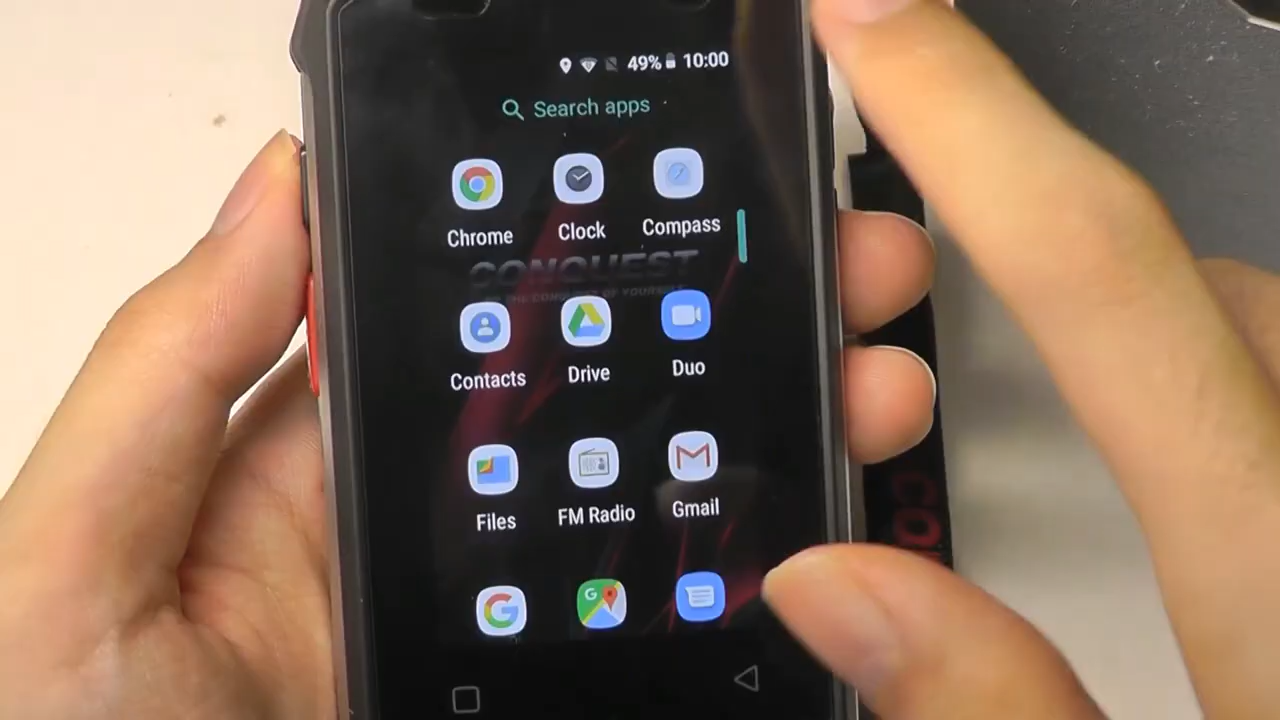 49% 10:00
Search apps
Chrome Clock Compass
CONQUEST
Contacts Drive Duo
Files FM Radio Gmail